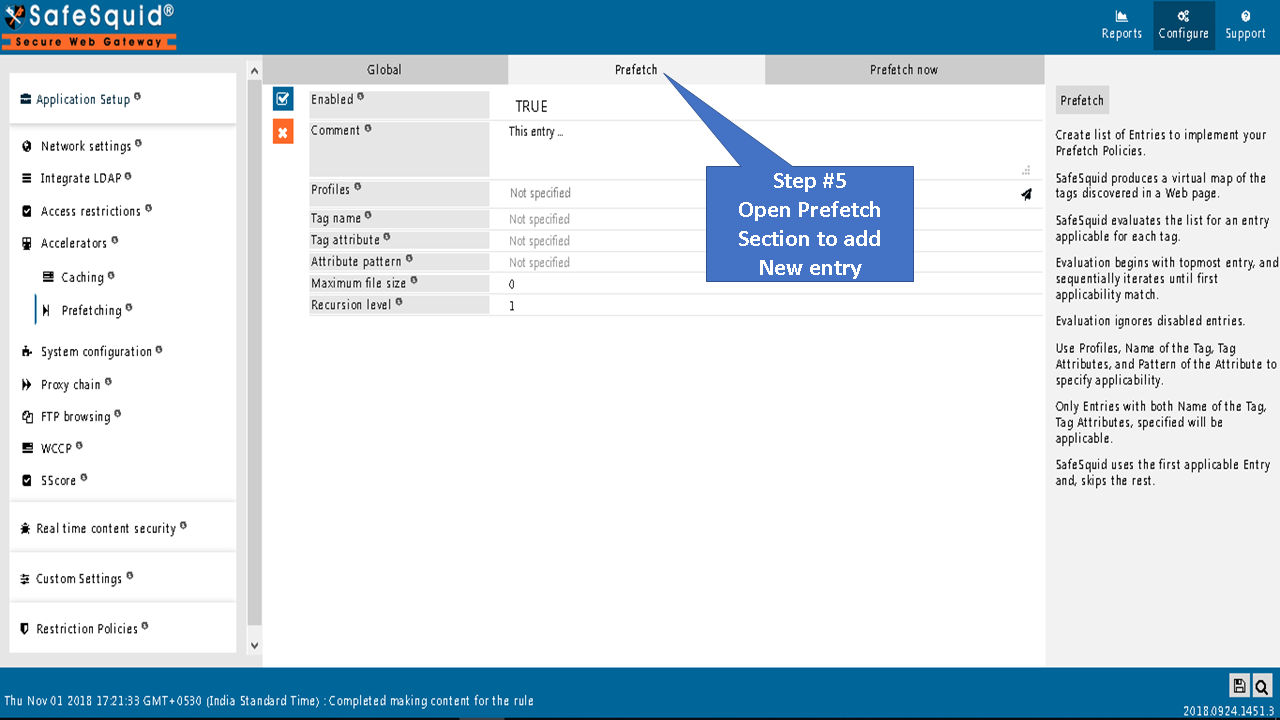 SafeSquid®
Secure Web Gateway
Reports
Configure
Support
Application Setup
Network settings
Integrate LDAP
Access restrictions
Accelerators
Caching
Prefetching
System configuration
Proxy chain
FTP browsing
WCCP
SScore
Real time content security
Custom Settings
Restriction Policies
Global
Prefetch
Prefetch now
Enabled
TRUE
Comment
This entry ...
Profiles
Not specified
Tag name
Not specified
Tag attribute
Not specified
Attribute pattern
Not specified
Maximum file size
0
Recursion level
1
Step #5
Open Prefetch
Section to add
New entry
Prefetch
Create list of Entries to implement your
Prefetch Policies.
SafeSquid produces a virtual map of the
tags discovered in a Web page.
SafeSquid evaluates the list for an entry
applicable for each tag.
Evaluation begins with topmost entry, and
sequentially iterates until first
applicability match.
Evaluation ignores disabled entries.
Use Profiles, Name of the Tag, Tag
Attributes, and Pattern of the Attribute to
specify applicability.
Only Entries with both Name of the Tag,
Tag Attributes, specified will be
applicable.
SafeSquid uses the first applicable Entry
and, skips the rest.
Thu Nov 01 2018 17:21:33 GMT+0530 (India Standard Time) : Completed making content for the rule
2018.0924.1451.3